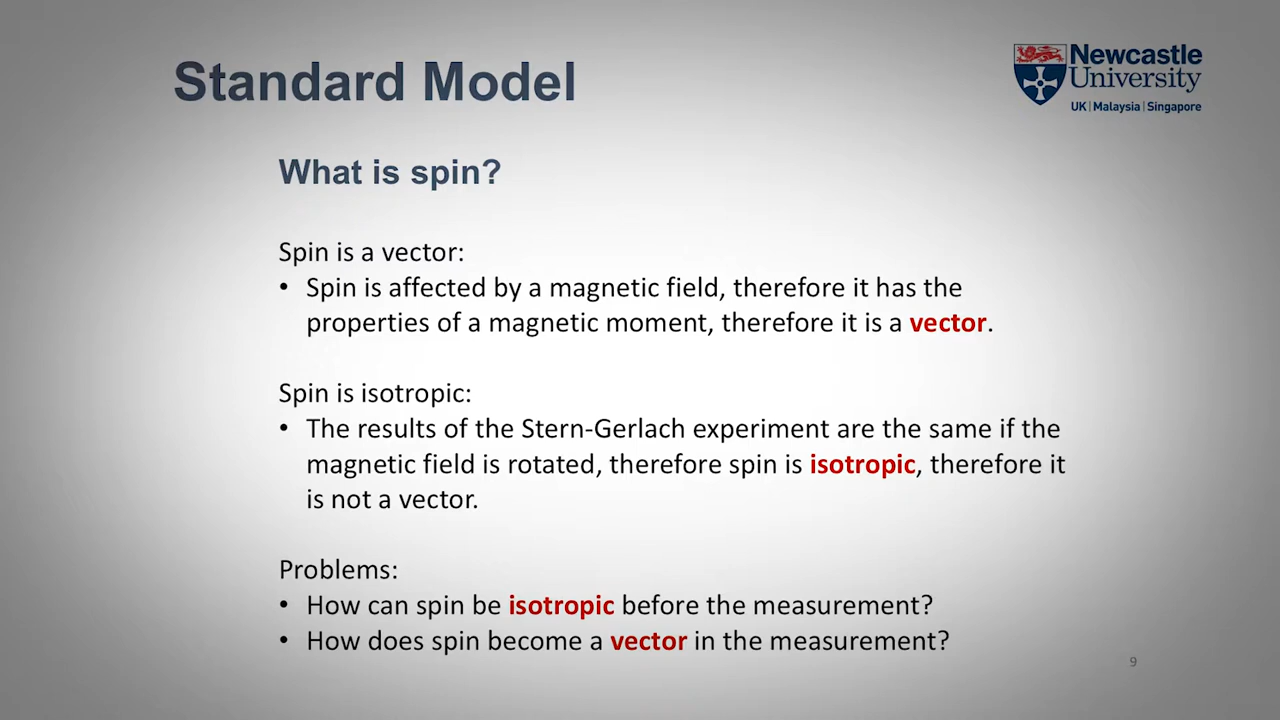 Standard Model
Newcastle
University
UK | Malaysia | Singapore
What is spin?
Spin is a vector:
• Spin is affected by a magnetic field, therefore it has the
properties of a magnetic moment, therefore it is a vector.
Spin is isotropic:
• The results of the Stern-Gerlach experiment are the same if the
magnetic field is rotated, therefore spin is isotropic, therefore it
is not a vector.
Problems:
• How can spin be isotropic before the measurement?
• How does spin become a vector in the measurement?
9